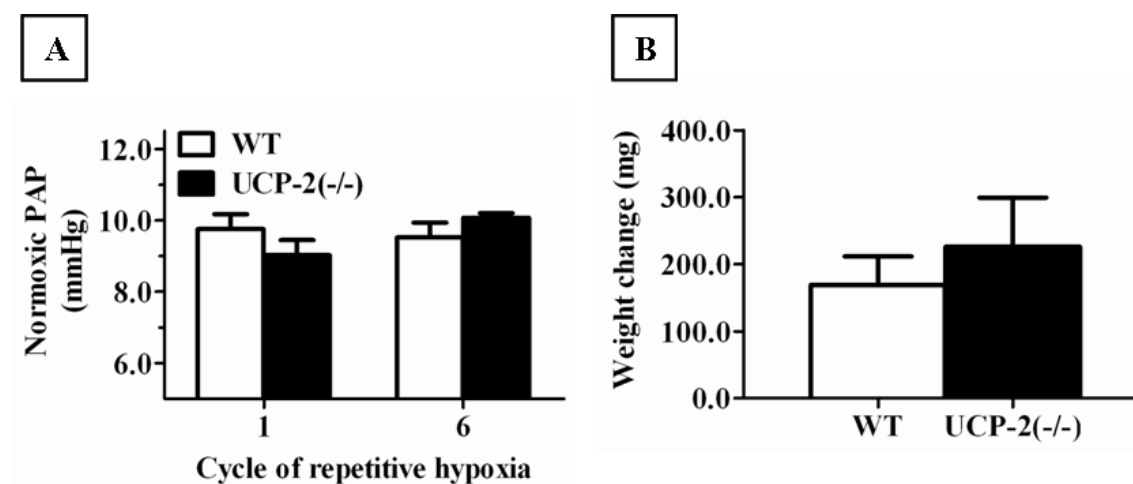 A
Normoxic PAP
(mmHg)
12.0
10.0
8.0
6.0
WT
UCP-2(-/-)
1
6
Cycle of repetitive hypoxia
B
Weight change (mg)
400.0
300.0
200.0
100.0
0.0
WT
UCP-2(-/-)